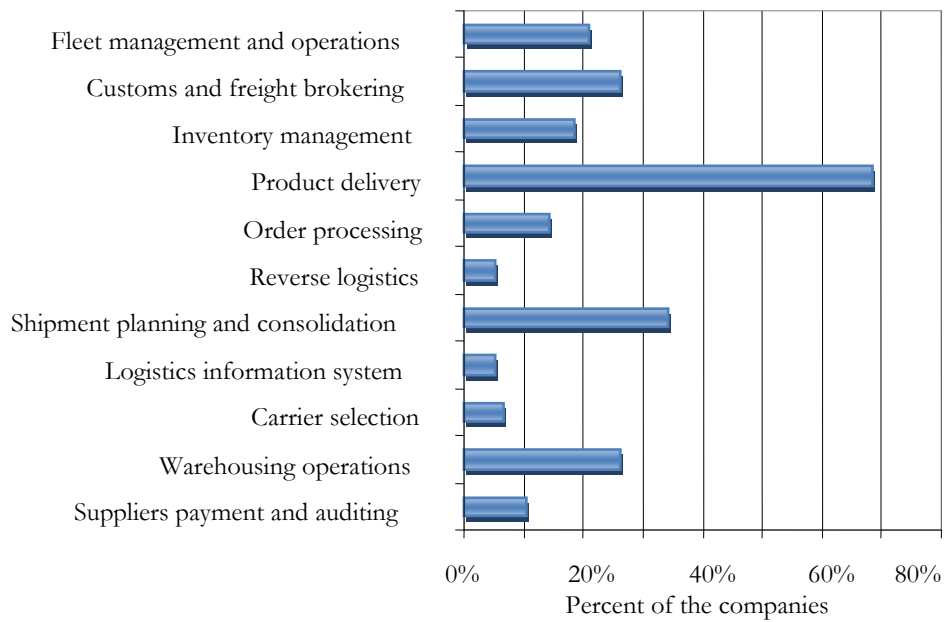 Fleet management and operations
Customs and freight brokering
Inventory management
Product delivery
Order processing
Reverse logistics
Shipment planning and consolidation
Logistics information system
Carrier selection
Warehousing operations
Suppliers payment and auditing
0% 20% 40% 60% 80%
Percent of the companies